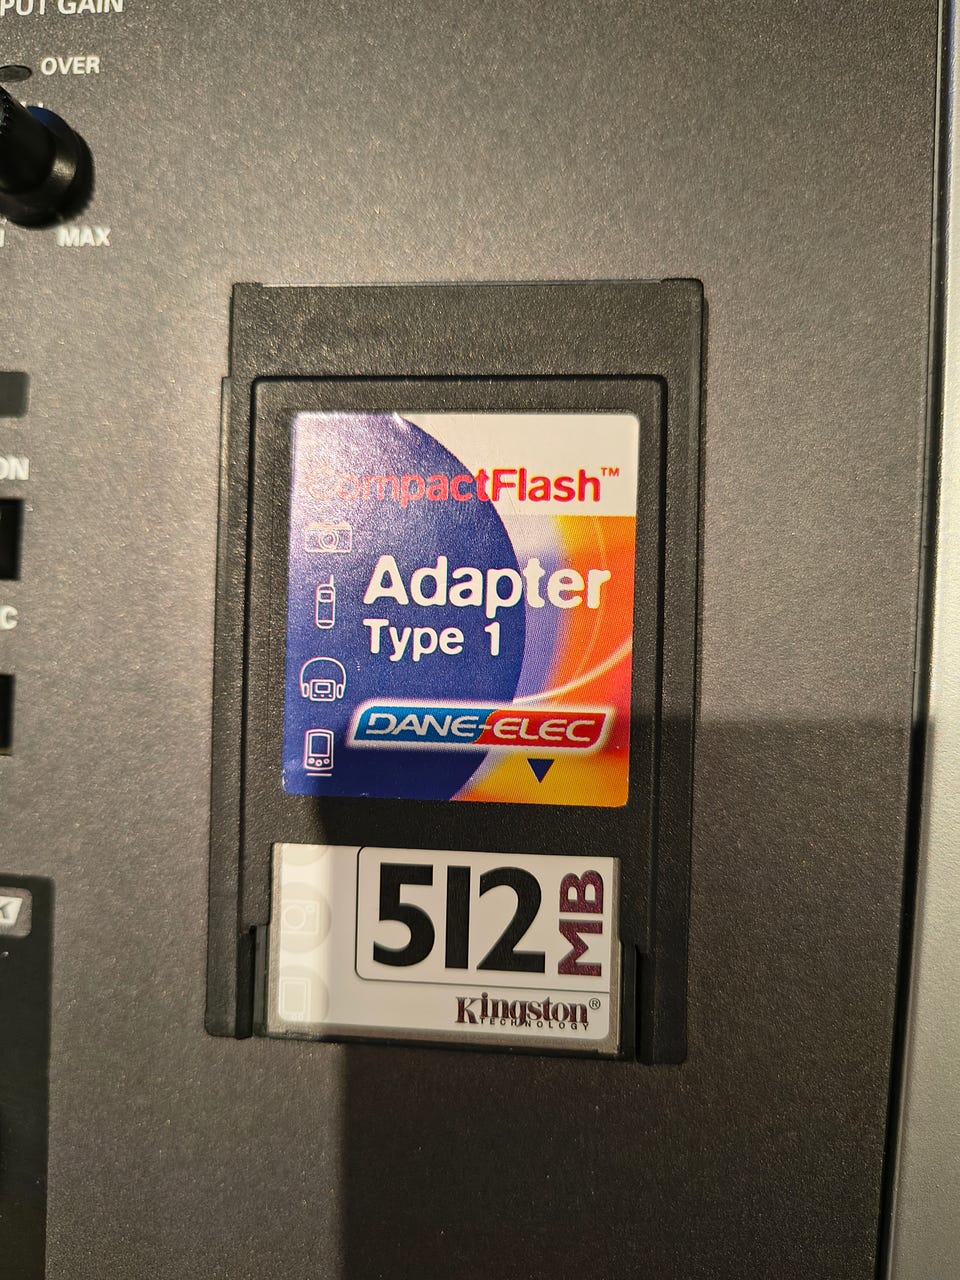 PUT GAIN
OVER
MAX
ON
C
K
CompactFlash™
Adapter
Type 1
DANE-ELEC
512 MB
Kingston®
TECHNOLOGY